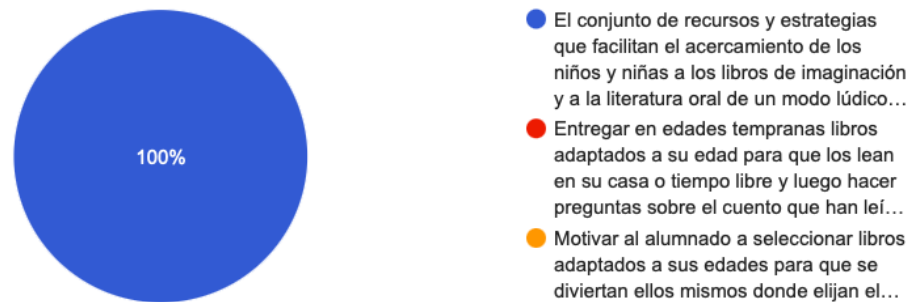 100%
El conjunto de recursos y estrategias
que facilitan el acercamiento de los
niños y niñas a los libros de imaginación
y a la literatura oral de un modo lúdico…
Entregar en edades tempranas libros
adaptados a su edad para que los lean
en su casa o tiempo libre y luego hacer
preguntas sobre el cuento que han leí…
Motivar al alumnado a seleccionar libros
adaptados a sus edades para que se
diviertan ellos mismos donde elijan el…